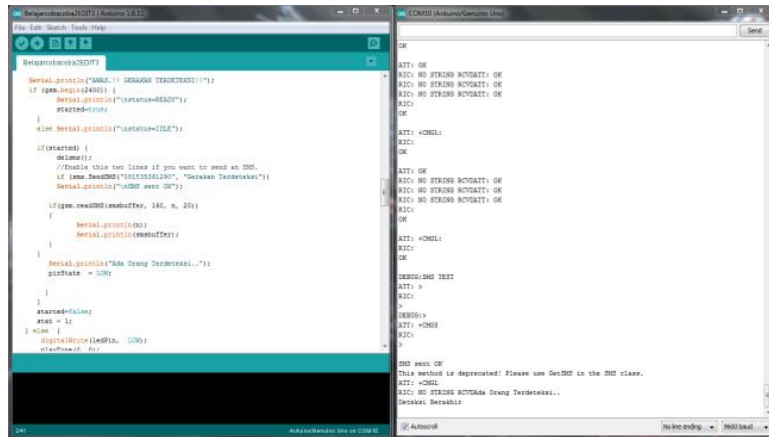 Belajarcobacoba2EDIT3 | Arduino 1.6.11
File Edit Sketch Tools Help
Belajarcobacoba2EDIT3
Serial.println("AWAS.!! GERAKAN TERDETEKSI!!");
if (gsm.begin(2400)) {
Serial.println("\nstatus=READY");
started=true;
}
else Serial.println("\nstatus=IDLE");
if(started) {
delsms();
//Enable this two lines if you want to send an SMS.
if (sms.SendSMS("081535361290", "Gerakan Terdeteksi"))
Serial.println("\nSMS sent OK");
if(gsm.readSMS(smsbuffer, 160, n, 20))
{
Serial.println(n);
Serial.println(smsbuffer);
}
}
Serial.println("Ada Orang Terdeteksi..");
pirState = LOW;
}
}
started=false;
stat = 1;
} else {
digitalWrite(ledPin, LOW);
playTone(0, 0);
241
Arduino/Genuino Uno on COM10
COM10 (Arduino/Genuino Uno)
Send
OK
ATT: OK
RIC: NO STRING RCVDATT: OK
RIC: NO STRING RCVDATT: OK
RIC: NO STRING RCVDATT: OK
RIC:
OK
ATT: +CMGL:
RIC:
OK
ATT: OK
RIC: NO STRING RCVDATT: OK
RIC: NO STRING RCVDATT: OK
RIC: NO STRING RCVDATT: OK
RIC:
OK
ATT: +CMGL:
RIC:
OK
DEBUG:SMS TEST
ATT: >
RIC:
>
DEBUG:>
ATT: +CMGS
RIC:
>
SMS sent OK
This method is deprecated! Please use GetSMS in the SMS class.
ATT: +CMGL
RIC: NO STRING RCVDAda Orang Terdeteksi..
Deteksi Berakhir
Autoscroll
No line ending
9600 baud